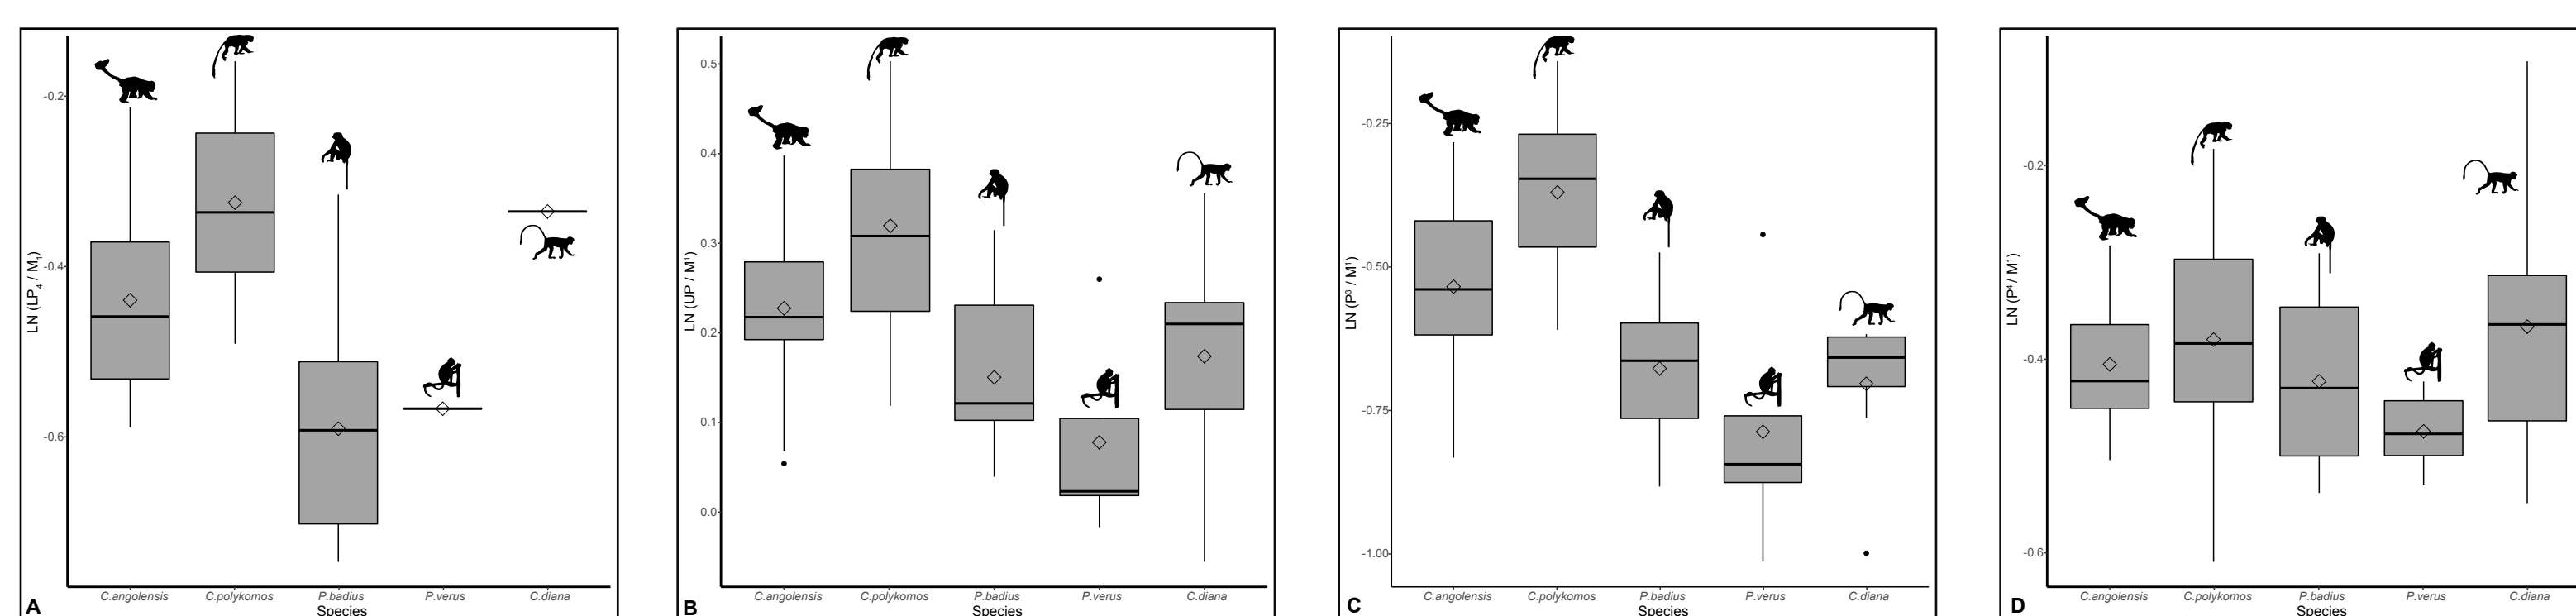 -0.2
-0.4
-0.6
LN (LP4 / M1)
C.angolensis C.polykomos P.badius P.verus C.diana
Species
A
0.5
0.4
0.3
0.2
0.1
0.0
LN (UP / M¹)
C.angolensis C.polykomos P.badius P.verus C.diana
Species
B
-0.25
-0.50
-0.75
-1.00
LN (P³ / M¹)
C.angolensis C.polykomos P.badius P.verus C.diana
Species
C
-0.2
-0.4
-0.6
LN (P⁴ / M¹)
C.angolensis C.polykomos P.badius P.verus C.diana
Species
D